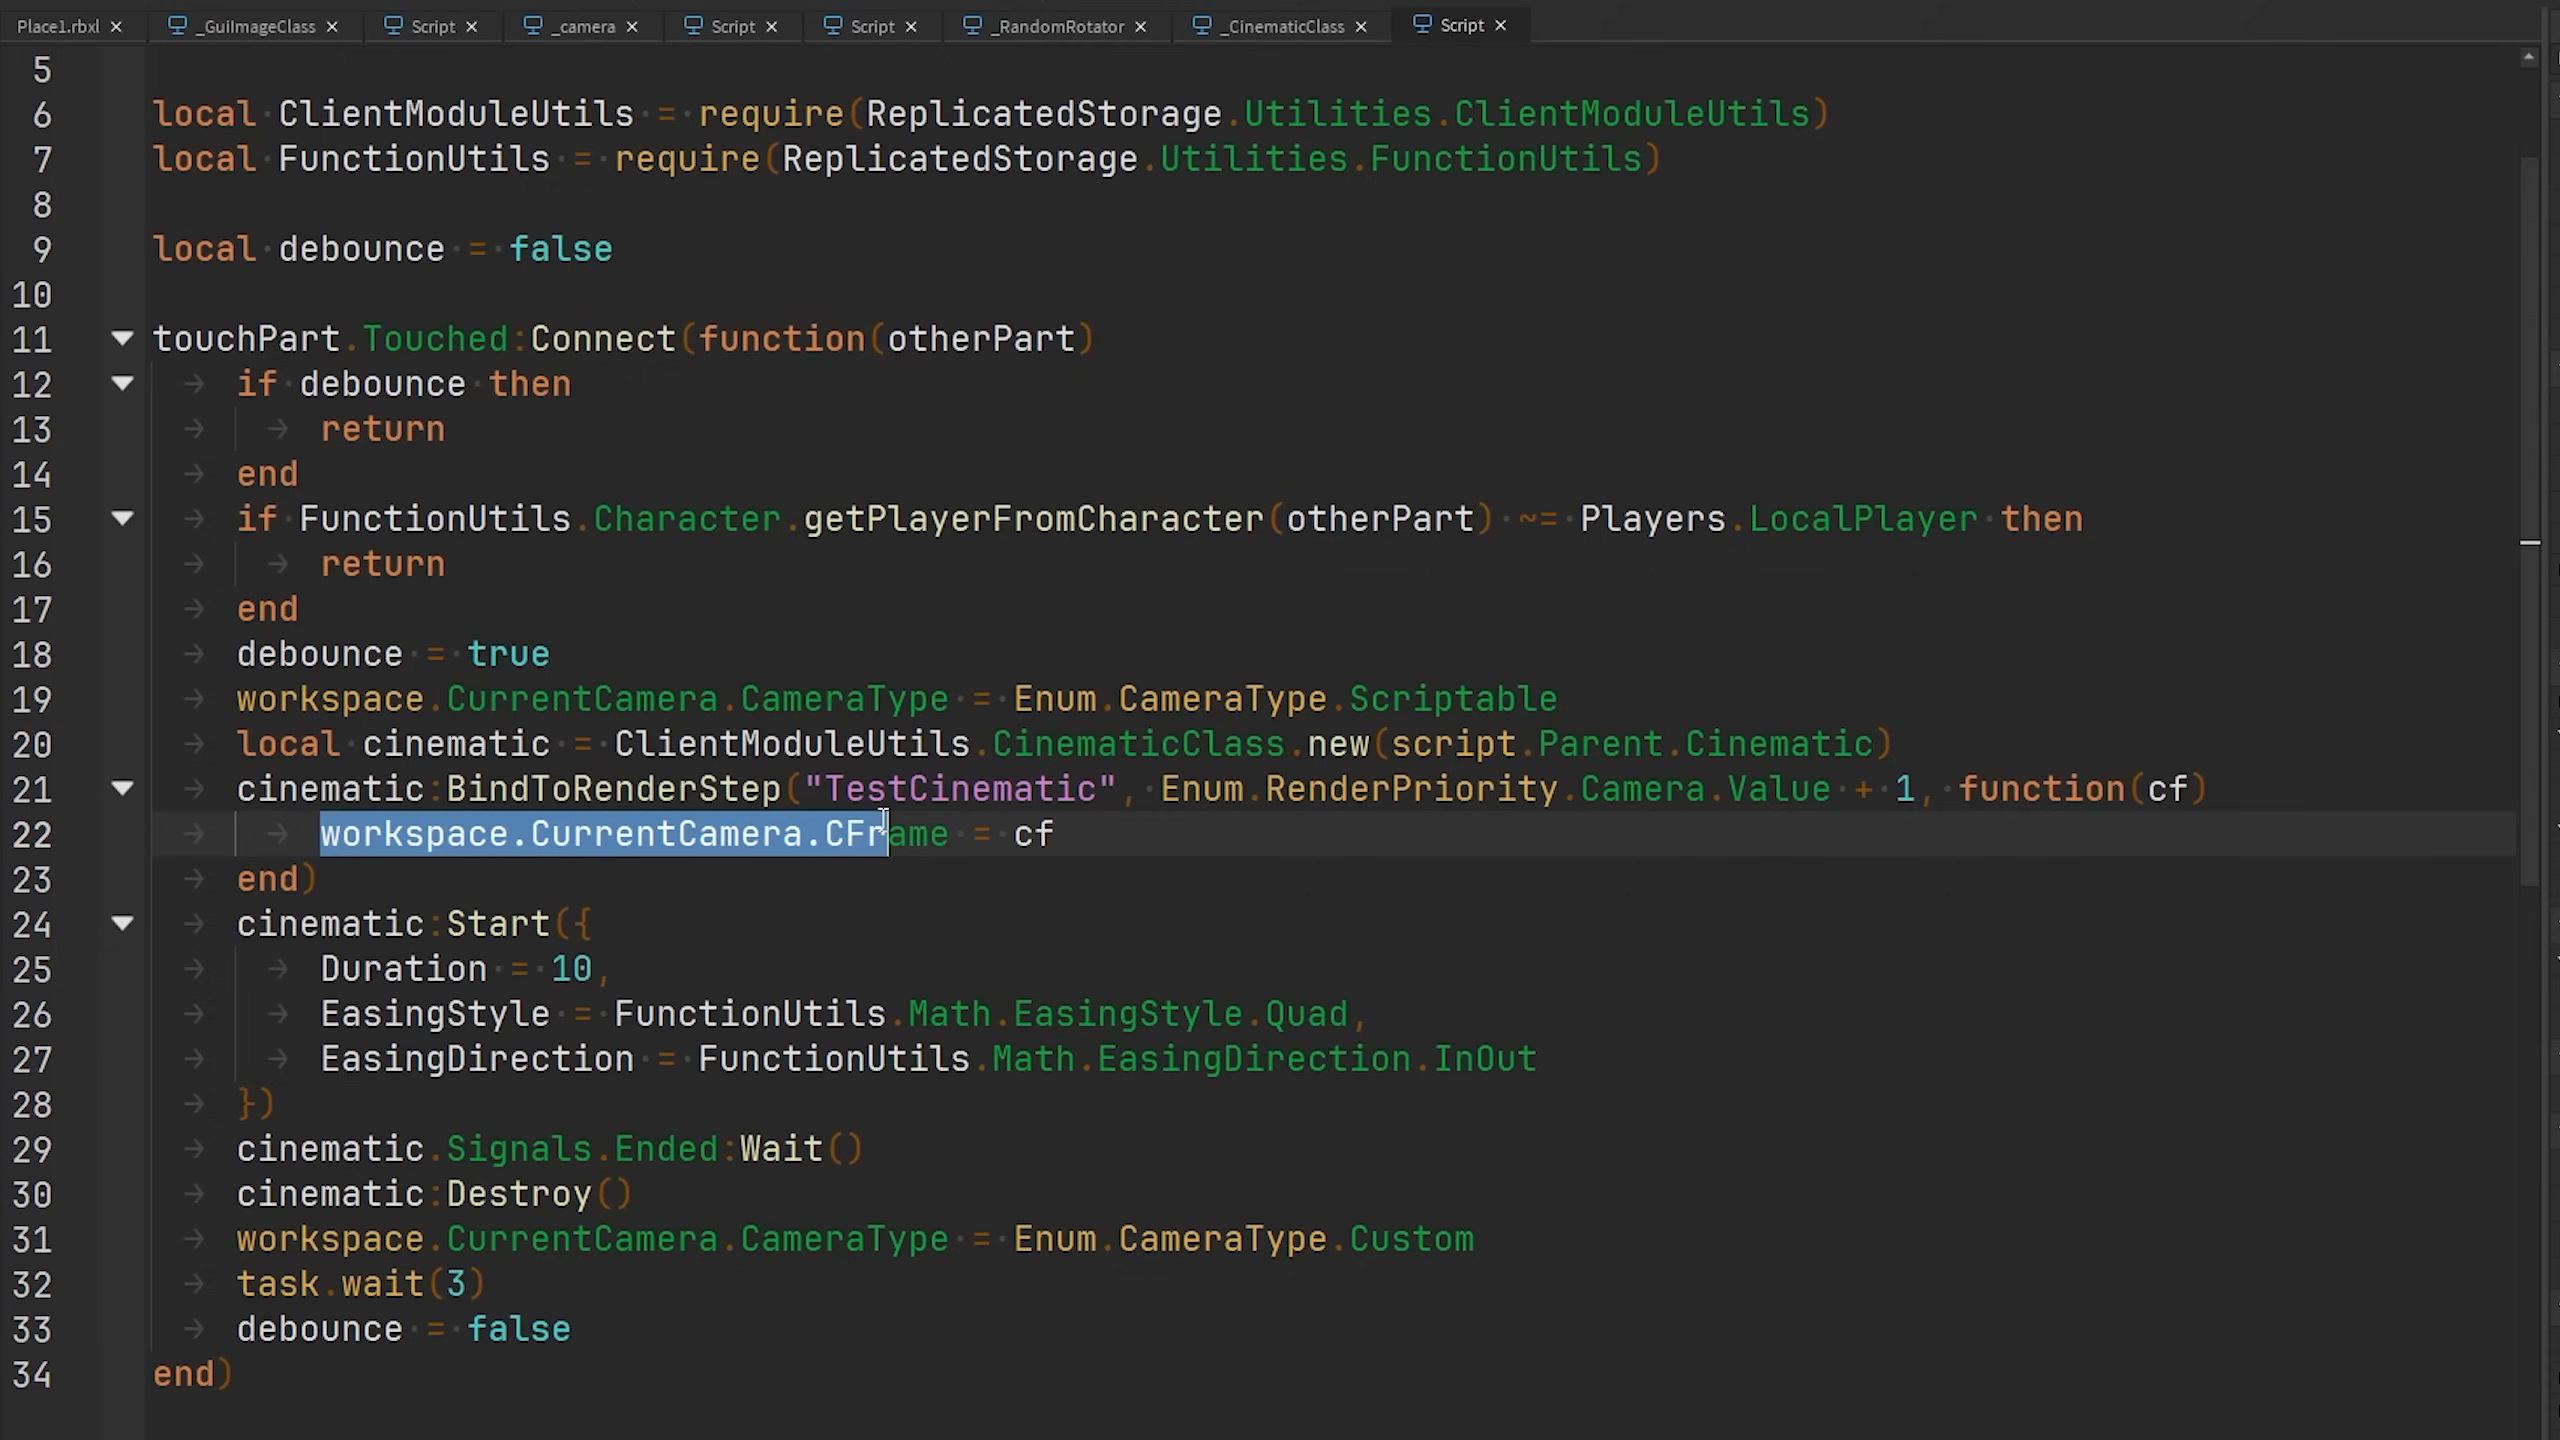 Place1.rbxl _GuiImageClass Script _camera Script Script _RandomRotator _CinematicClass Script
5
6 local ClientModuleUtils = require(ReplicatedStorage.Utilities.ClientModuleUtils)
7 local FunctionUtils = require(ReplicatedStorage.Utilities.FunctionUtils)
8
9 local debounce = false
10
11 touchPart.Touched:Connect(function(otherPart)
12 if debounce then
13 return
14 end
15 if FunctionUtils.Character.getPlayerFromCharacter(otherPart) ~= Players.LocalPlayer then
16 return
17 end
18 debounce = true
19 workspace.CurrentCamera.CameraType = Enum.CameraType.Scriptable
20 local cinematic = ClientModuleUtils.CinematicClass.new(script.Parent.Cinematic)
21 cinematic:BindToRenderStep("TestCinematic", Enum.RenderPriority.Camera.Value + 1, function(cf)
22 workspace.CurrentCamera.CFrame = cf
23 end)
24 cinematic:Start({
25 Duration = 10,
26 EasingStyle = FunctionUtils.Math.EasingStyle.Quad,
27 EasingDirection = FunctionUtils.Math.EasingDirection.InOut
28 })
29 cinematic.Signals.Ended:Wait()
30 cinematic:Destroy()
31 workspace.CurrentCamera.CameraType = Enum.CameraType.Custom
32 task.wait(3)
33 debounce = false
34 end)